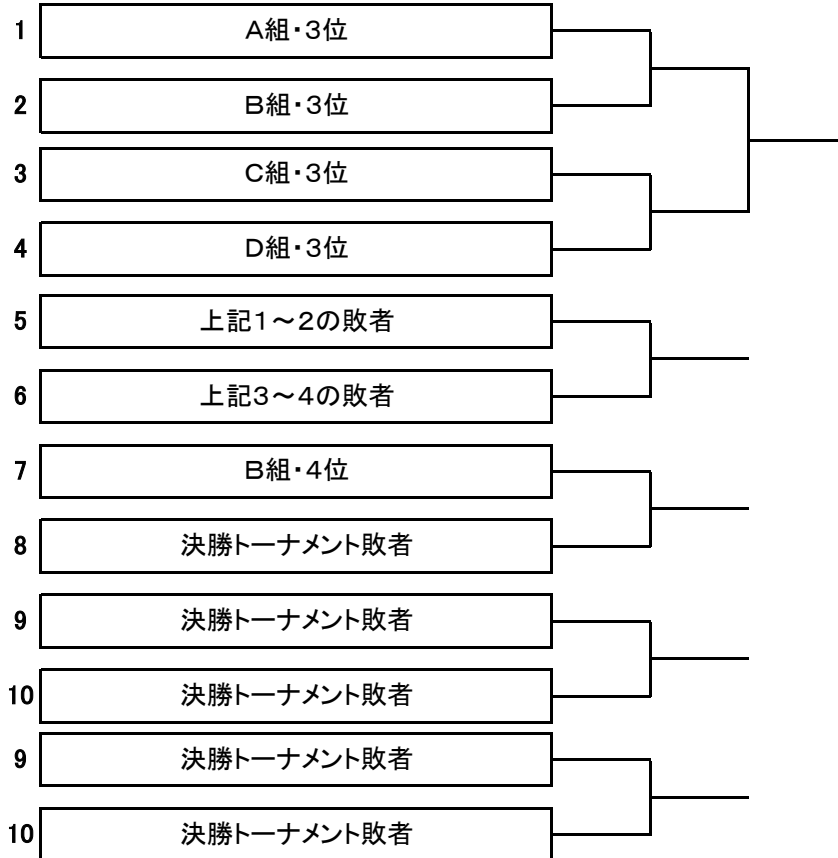 1 A組・3位
2 B組・3位
3 C組・3位
4 D組・3位
5 上記1～2の敗者
6 上記3～4の敗者
7 B組・4位
8 決勝トーナメント敗者
9 決勝トーナメント敗者
10 決勝トーナメント敗者
9 決勝トーナメント敗者
10 決勝トーナメント敗者